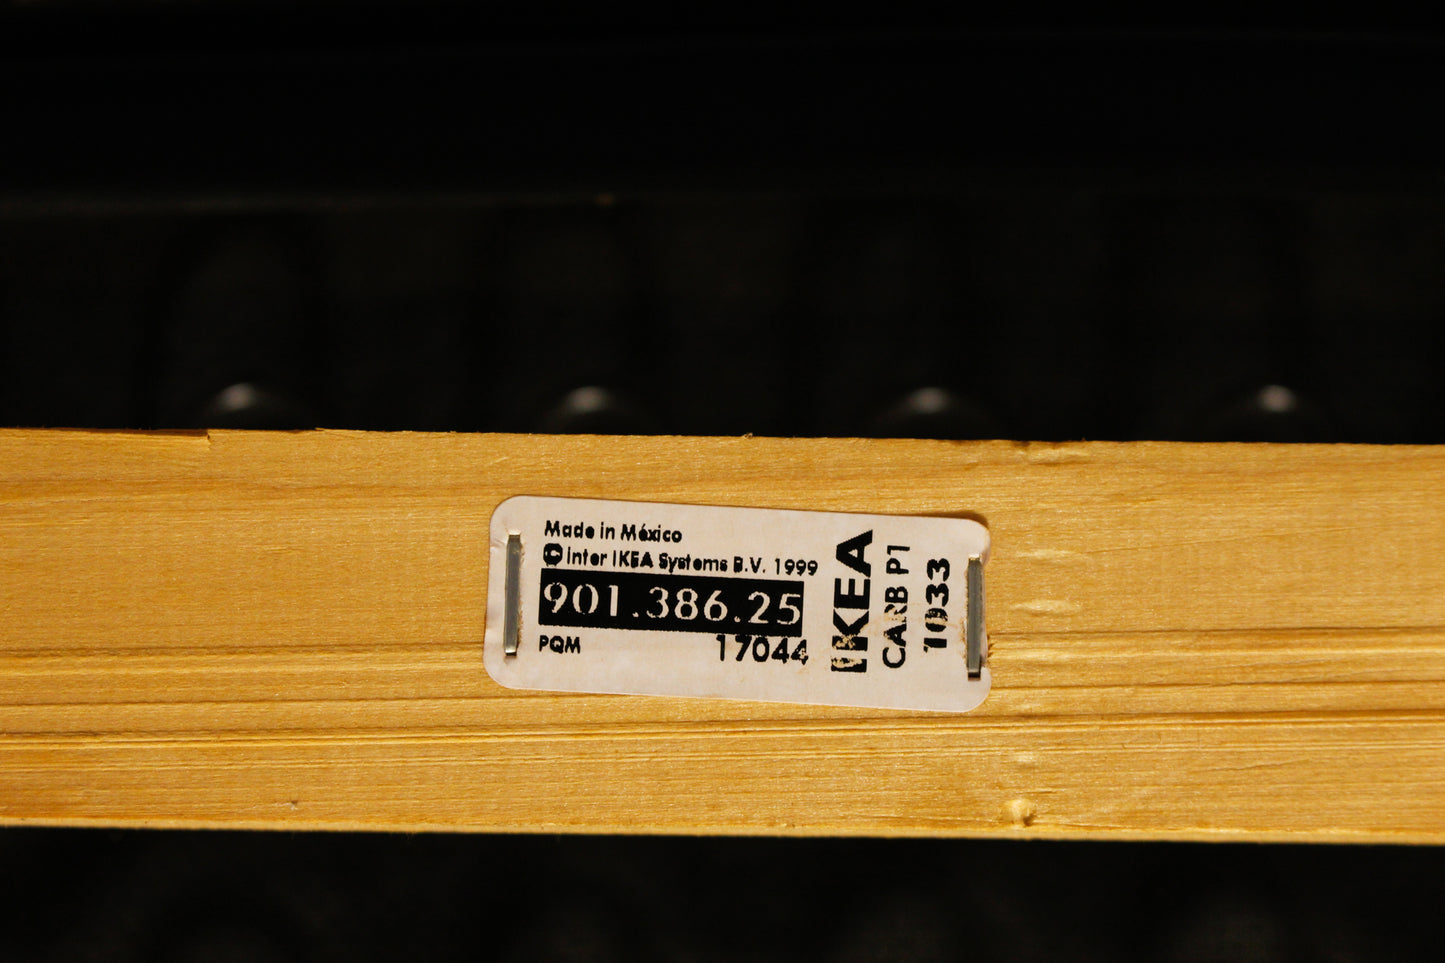 Made in México
© Inter IKEA Systems B.V. 1999
901.386.25
PQM 17044
IKEA
CARB P1
1033